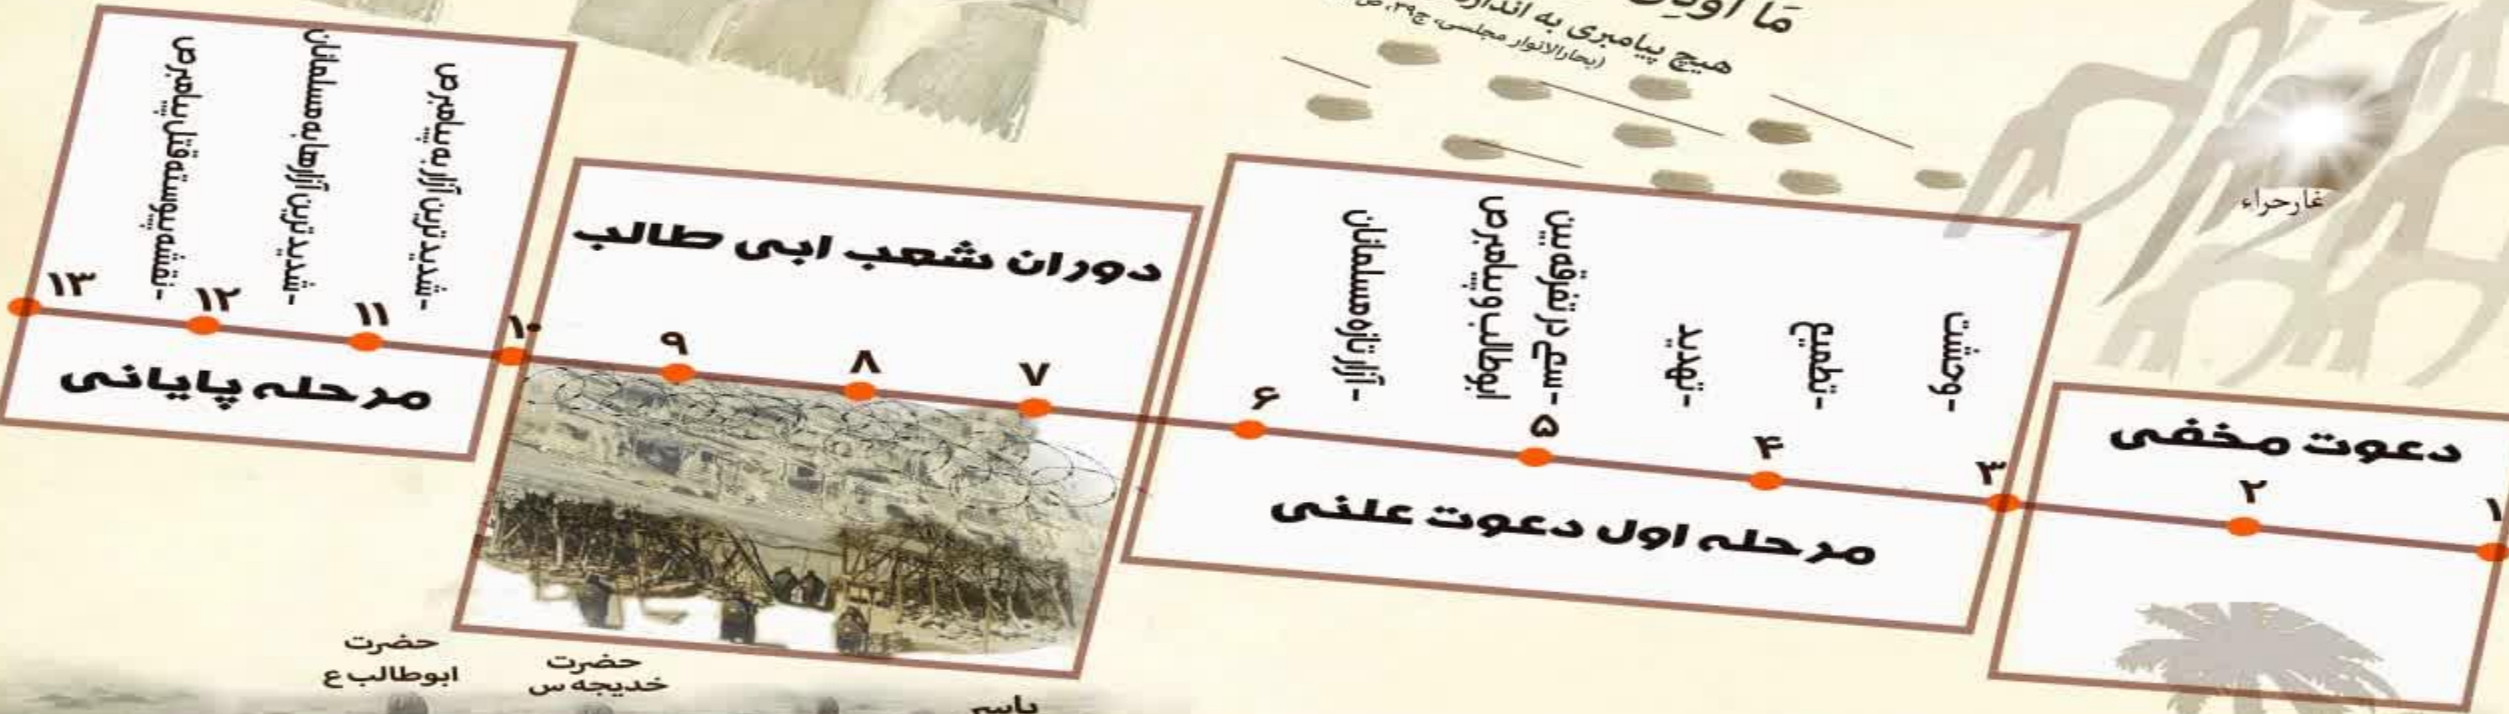 مَا أُوذِ
هیچ پیامبری به اندازه
(بحارالانوار مجلسی، ج۳۹، ص
غار حراء
دعوت مخفی
۱
۲
۳
- وحشت
- تطمیع
- تهدید
- سعی در تفرقه بین
ابوطالب و پیامبر ص
- آزار تازه مسلمانان
۴
۵
۶
مرحله اول دعوت علنی
دوران شعب ابی طالب
۷
۸
۹
۱۰
- شدیدترین آزار به پیامبر ص
- شدیدترین آزارها به مسلمانان
- نقشه پیوسته قتل پیامبر ص
۱۱
۱۲
۱۳
مرحله پایانی
حضرت
ابوطالب ع
حضرت
خدیجه س
یاسر